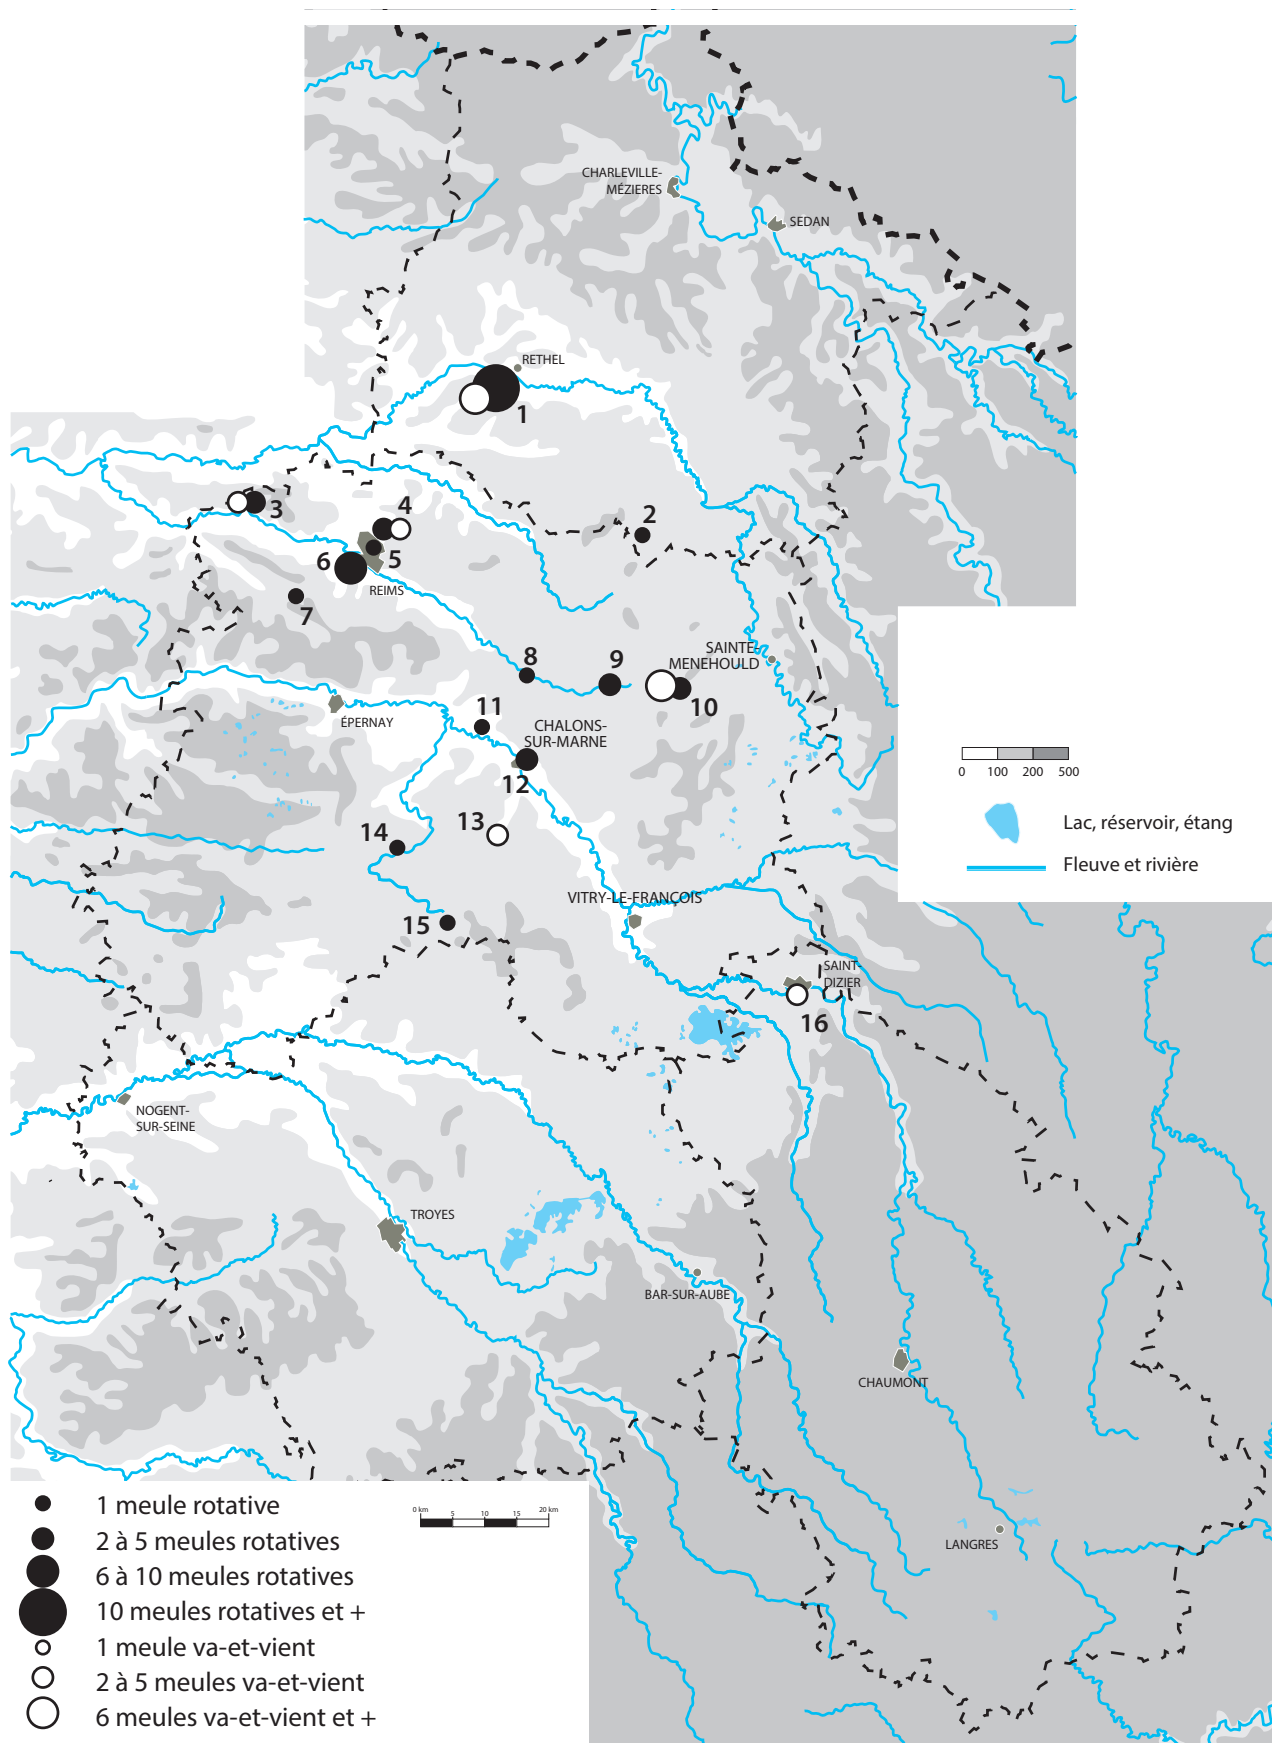 CHARLEVILLE-
MÉZIERES
SEDAN
RETHEL
1
2
3
4
5
6
REIMS
7
SAINTE-
MENEHOULD
8
9
10
11
ÉPERNAY
CHALONS-
SUR-MARNE
12
13
14
15
VITRY-LE-FRANÇOIS
SAINT-
DIZIER
16
0 100 200 500
Lac, réservoir, étang
Fleuve et rivière
NOGENT-
SUR-SEINE
TROYES
BAR-SUR-AUBE
CHAUMONT
LANGRES
1 meule rotative
2 à 5 meules rotatives
6 à 10 meules rotatives
10 meules rotatives et +
1 meule va-et-vient
2 à 5 meules va-et-vient
6 meules va-et-vient et +
0 km 5 10 15 20 km